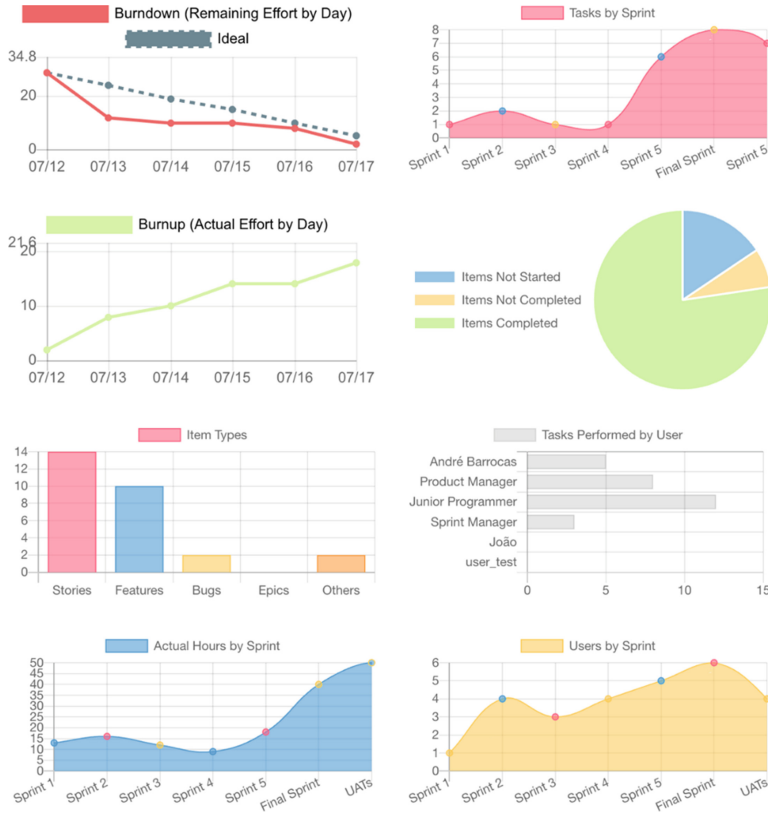 Burndown (Remaining Effort by Day)
Ideal
34.8
20
0
07/12 07/13 07/14 07/15 07/16 07/17
Tasks by Sprint
8
7
6
5
4
3
2
1
0
Sprint 1 Sprint 2 Sprint 3 Sprint 4 Sprint 5 Final Sprint Sprint 5
Burnup (Actual Effort by Day)
21.6
20
10
0
07/12 07/13 07/14 07/15 07/16 07/17
Items Not Started
Items Not Completed
Items Completed
Item Types
14
12
10
8
6
4
2
0
Stories Features Bugs Epics Others
Tasks Performed by User
André Barrocas
Product Manager
Junior Programmer
Sprint Manager
João
user_test
0 5 10 15
Actual Hours by Sprint
50
45
40
35
30
25
20
15
10
5
0
Sprint 1 Sprint 2 Sprint 3 Sprint 4 Sprint 5 Final Sprint UATs
Users by Sprint
6
5
4
3
2
1
0
Sprint 1 Sprint 2 Sprint 3 Sprint 4 Sprint 5 Final Sprint UATs